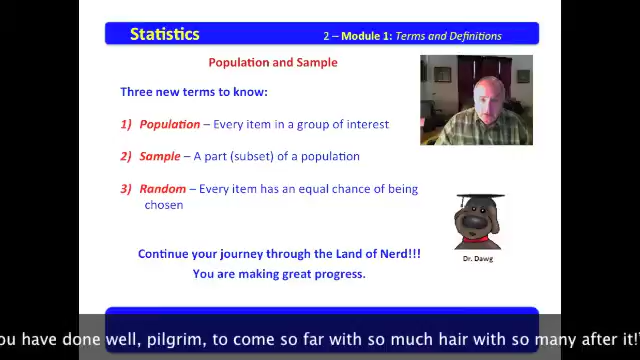 Statistics
2 – Module 1: Terms and Definitions
Population and Sample
Three new terms to know:
1) Population – Every item in a group of interest
2) Sample – A part (subset) of a population
3) Random – Every item has an equal chance of being
chosen
Dr. Dawg
Continue your journey through the Land of Nerd!!!
You are making great progress.
ou have done well, pilgrim, to come so far with so much hair with so many after it!